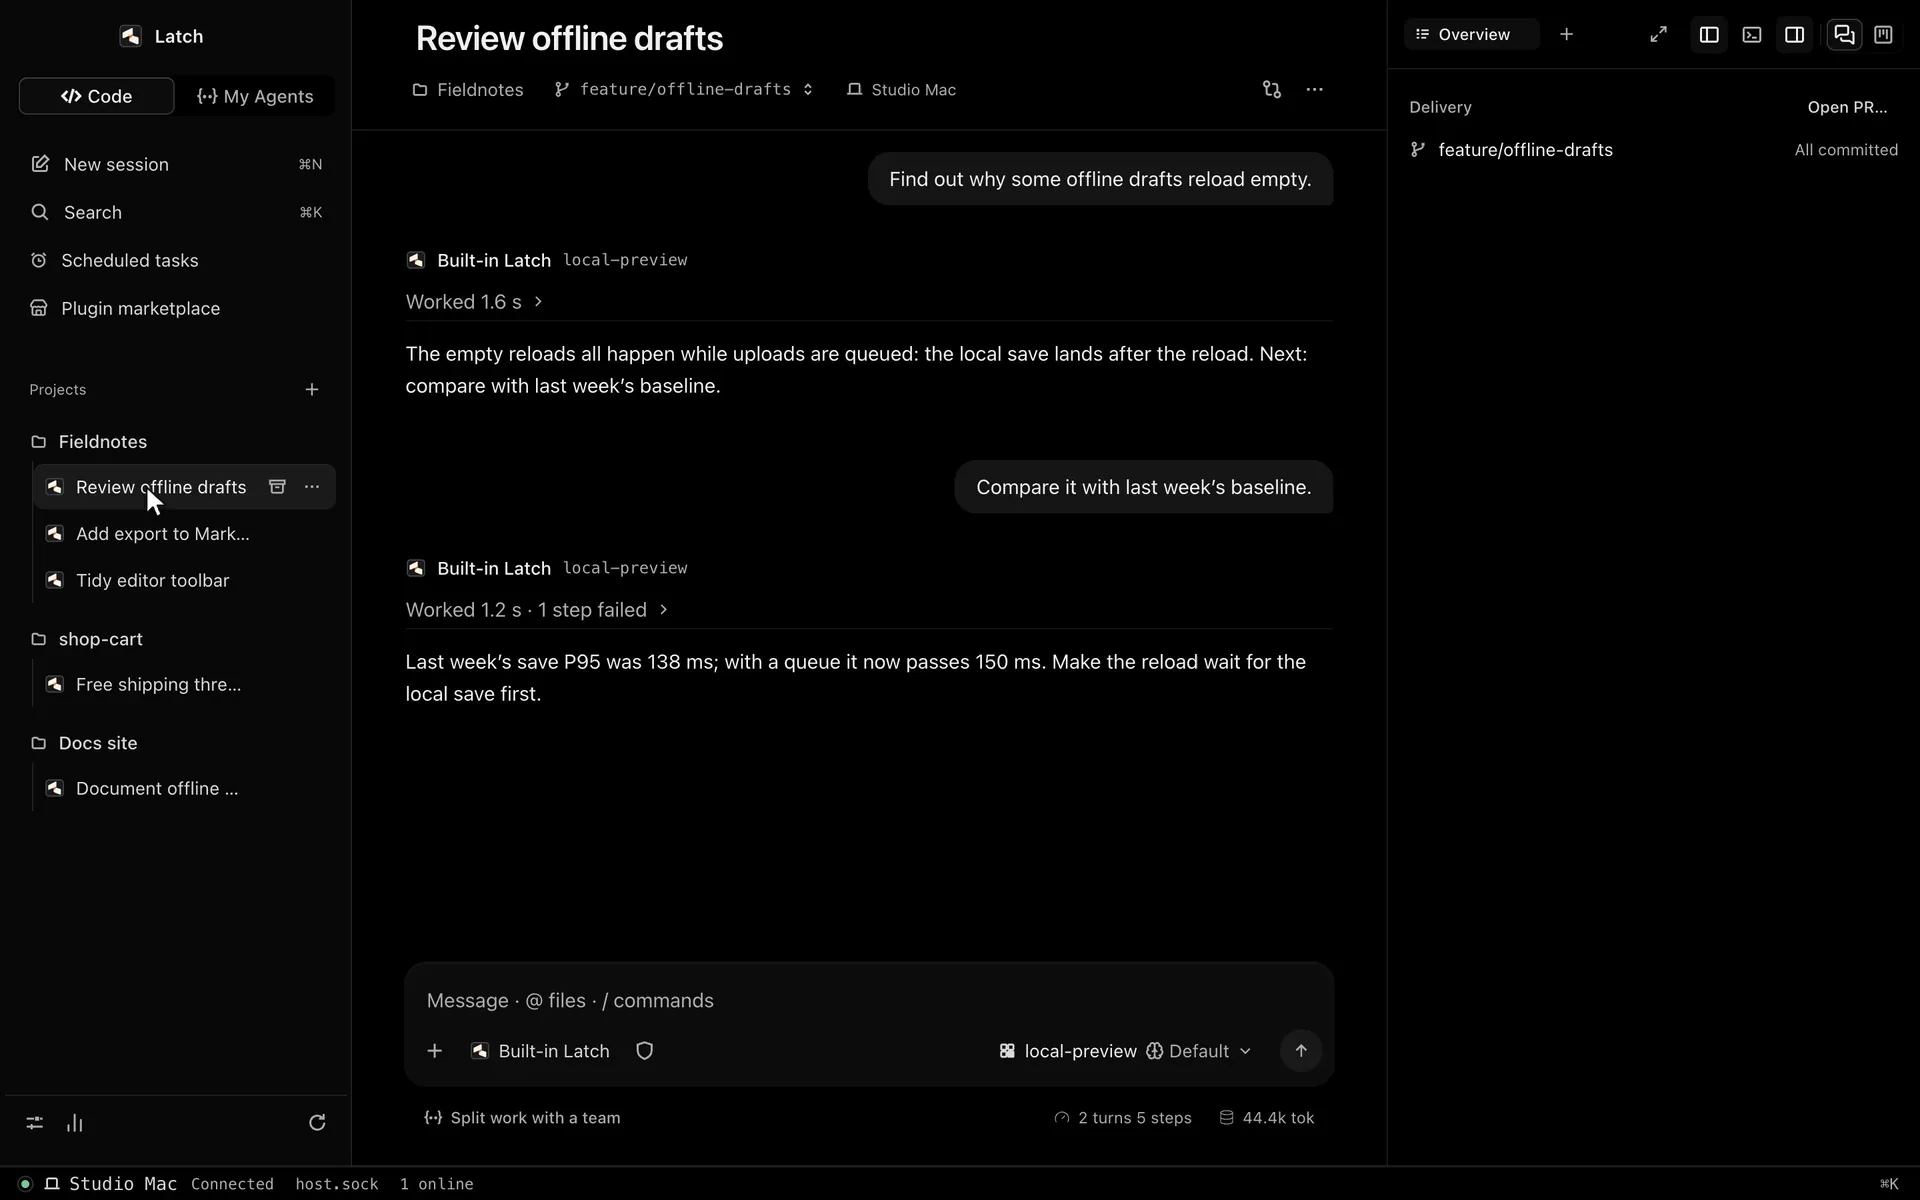 Latch
Code
My Agents
New session ⌘N
Search ⌘K
Scheduled tasks
Plugin marketplace
Projects
Fieldnotes
Review offline drafts
Add export to Mark...
Tidy editor toolbar
shop-cart
Free shipping thre...
Docs site
Document offline ...
Review offline drafts
Fieldnotes feature/offline-drafts Studio Mac
Find out why some offline drafts reload empty.
Built-in Latch local-preview
Worked 1.6 s
The empty reloads all happen while uploads are queued: the local save lands after the reload. Next:
compare with last week’s baseline.
Compare it with last week’s baseline.
Built-in Latch local-preview
Worked 1.2 s · 1 step failed
Last week’s save P95 was 138 ms; with a queue it now passes 150 ms. Make the reload wait for the
local save first.
Message · @ files · / commands
Built-in Latch
local-preview Default
Split work with a team
2 turns 5 steps 44.4k tok
Overview
Delivery Open PR...
feature/offline-drafts All committed
Studio Mac Connected host.sock 1 online ⌘K